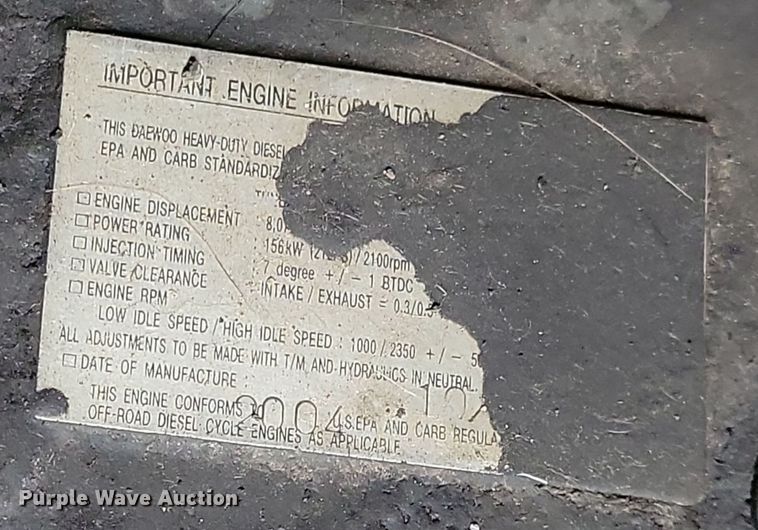 IMPORTANT ENGINE INFORMATION
THIS DAEWOO HEAVY-DUTY DIESEL
EPA AND CARB STANDARDIZ
ENGINE DISPLACEMENT 8.0
POWER RATING 156kW / 2100rpm
INJECTION TIMING 7 degree +/- 1 BTDC
VALVE CLEARANCE INTAKE / EXHAUST = 0.3/0.
ENGINE RPM
LOW IDLE SPEED / HIGH IDLE SPEED : 1000 / 2350 +/-
ALL ADJUSTMENTS TO BE MADE WITH T/M AND HYDRAULICS IN NEUTRAL.
DATE OF MANUFACTURE : 2004
THIS ENGINE CONFORMS U.S.EPA AND CARB REGULA
OFF-ROAD DIESEL CYCLE ENGINES AS APPLICABLE
Purple Wave Auction